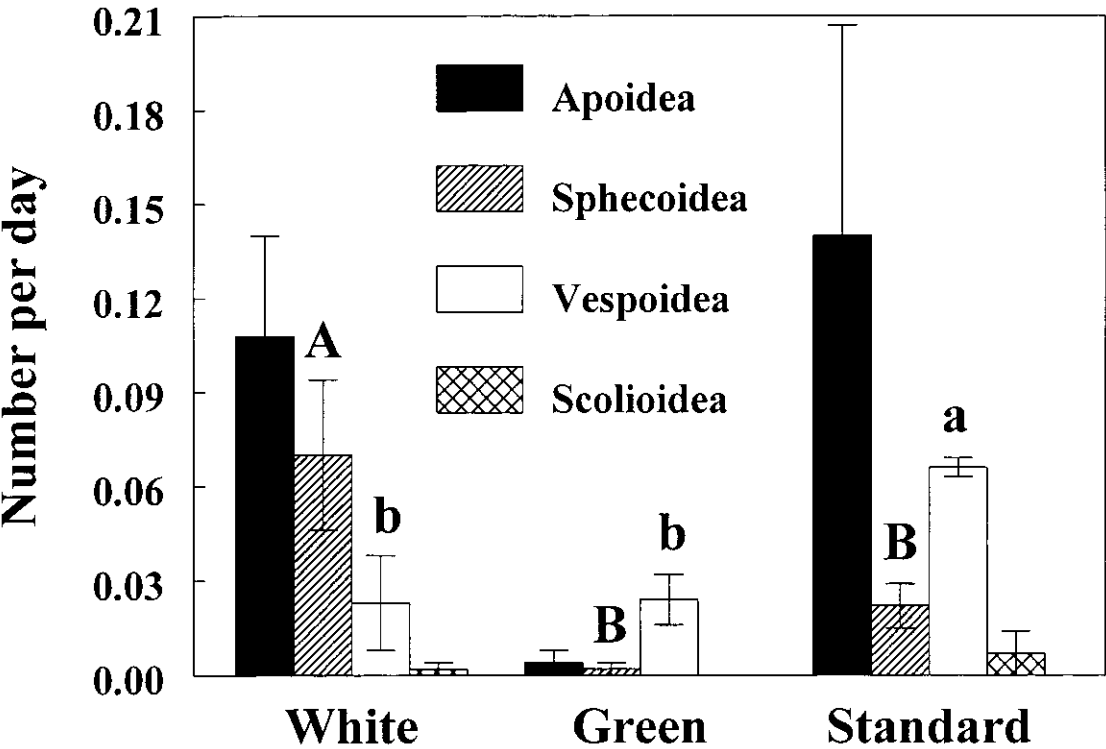 Number per day
0.21
0.18
0.15
0.12
0.09
0.06
0.03
0.00
Apoidea
Sphecoidea
Vespoidea
Scolioidea
A
b
B
b
B
a
White Green Standard